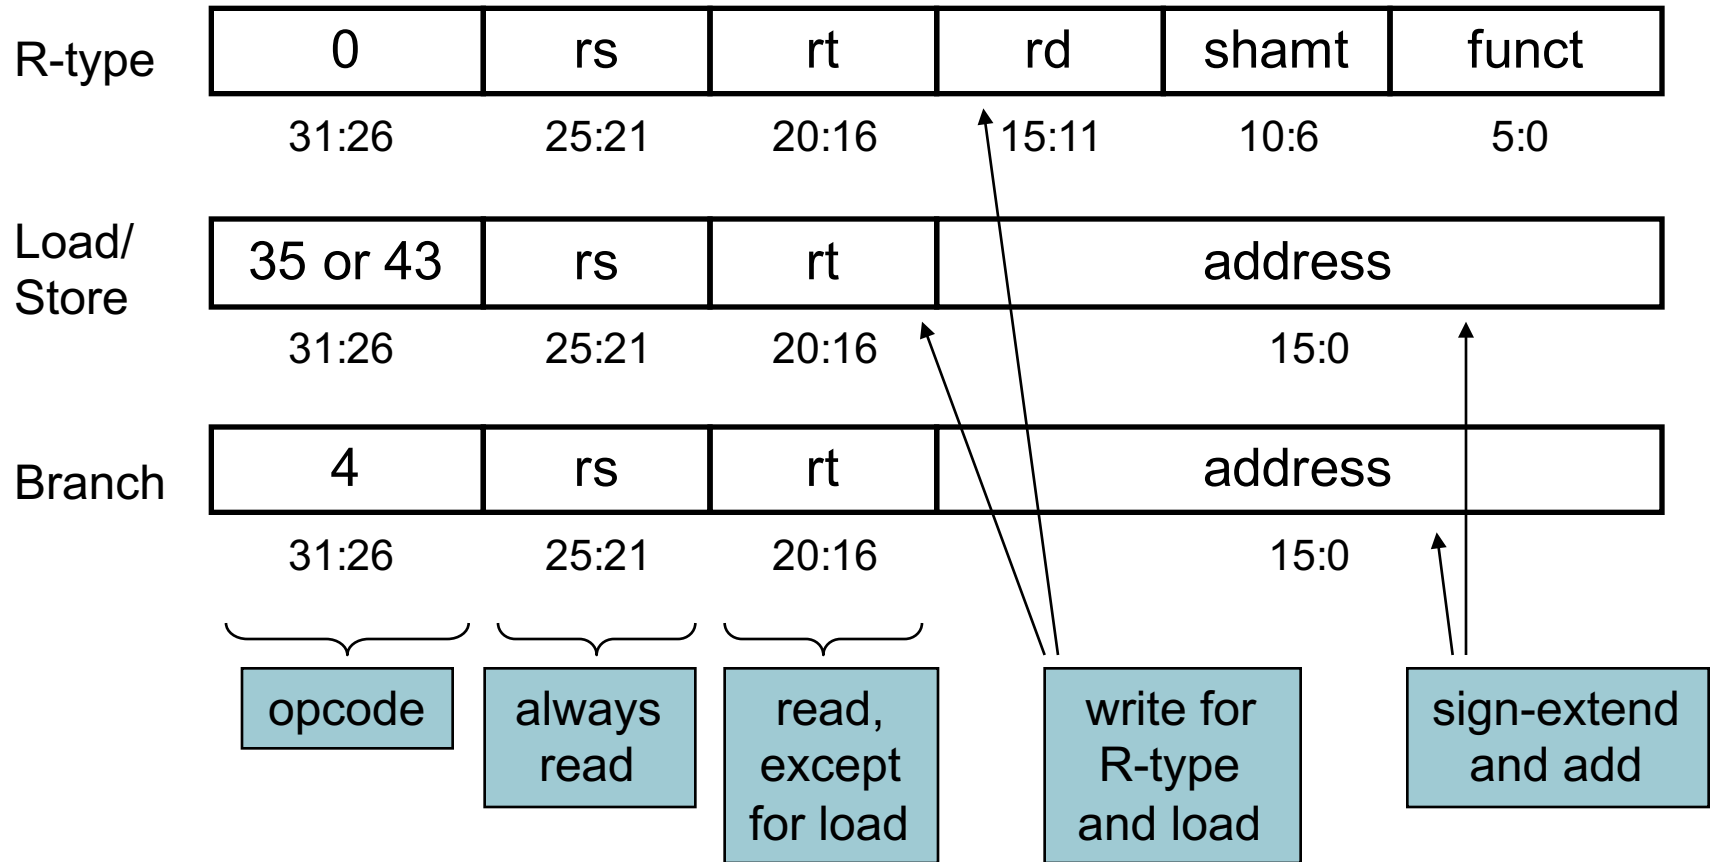 R-type 0 rs rt rd shamt funct
31:26 25:21 20:16 15:11 10:6 5:0
Load/
Store
35 or 43 rs rt address
31:26 25:21 20:16 15:0
Branch 4 rs rt address
31:26 25:21 20:16 15:0
opcode
always
read
read,
except
for load
write for
R-type
and load
sign-extend
and add